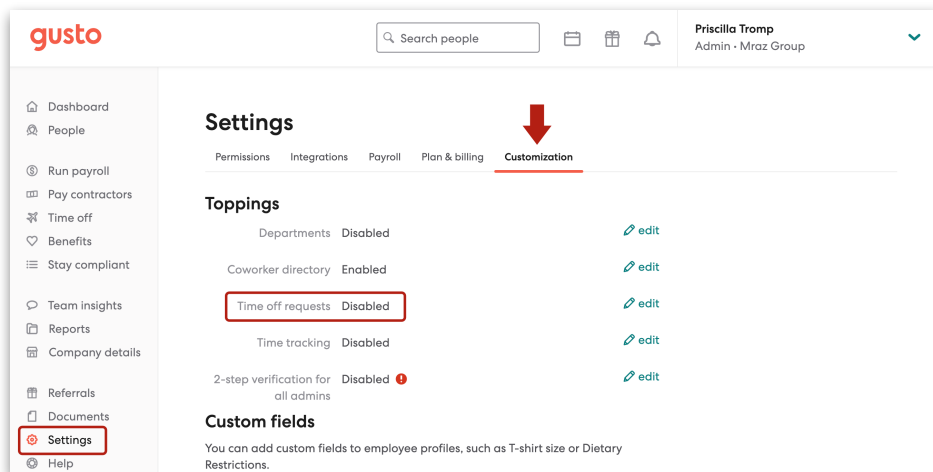 gusto
Search people
Priscilla Tromp
Admin • Mraz Group
Dashboard
People
Run payroll
Pay contractors
Time off
Benefits
Stay compliant
Team insights
Reports
Company details
Referrals
Documents
Settings
Help
Settings
Permissions Integrations Payroll Plan & billing Customization
Toppings
Departments Disabled edit
Coworker directory Enabled edit
Time off requests Disabled edit
Time tracking Disabled edit
2-step verification for Disabled edit
all admins
Custom fields
You can add custom fields to employee profiles, such as T-shirt size or Dietary
Restrictions.